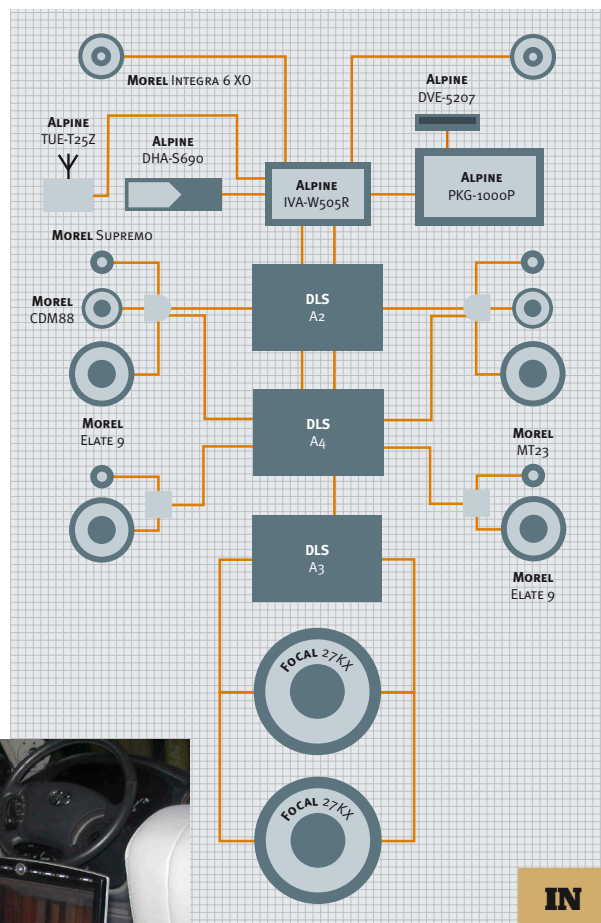 Morel Integra 6 XO
Alpine
DVE-5207
Alpine
TUE-T25Z
Alpine
DHA-S690
Alpine
IVA-W505R
Alpine
PKG-1000P
Morel Supremo
Morel
CDM88
DLS
A2
Morel
Elate 9
DLS
A4
Morel
MT23
DLS
A3
Morel
Elate 9
Focal 27KX
Focal 27KX
IN